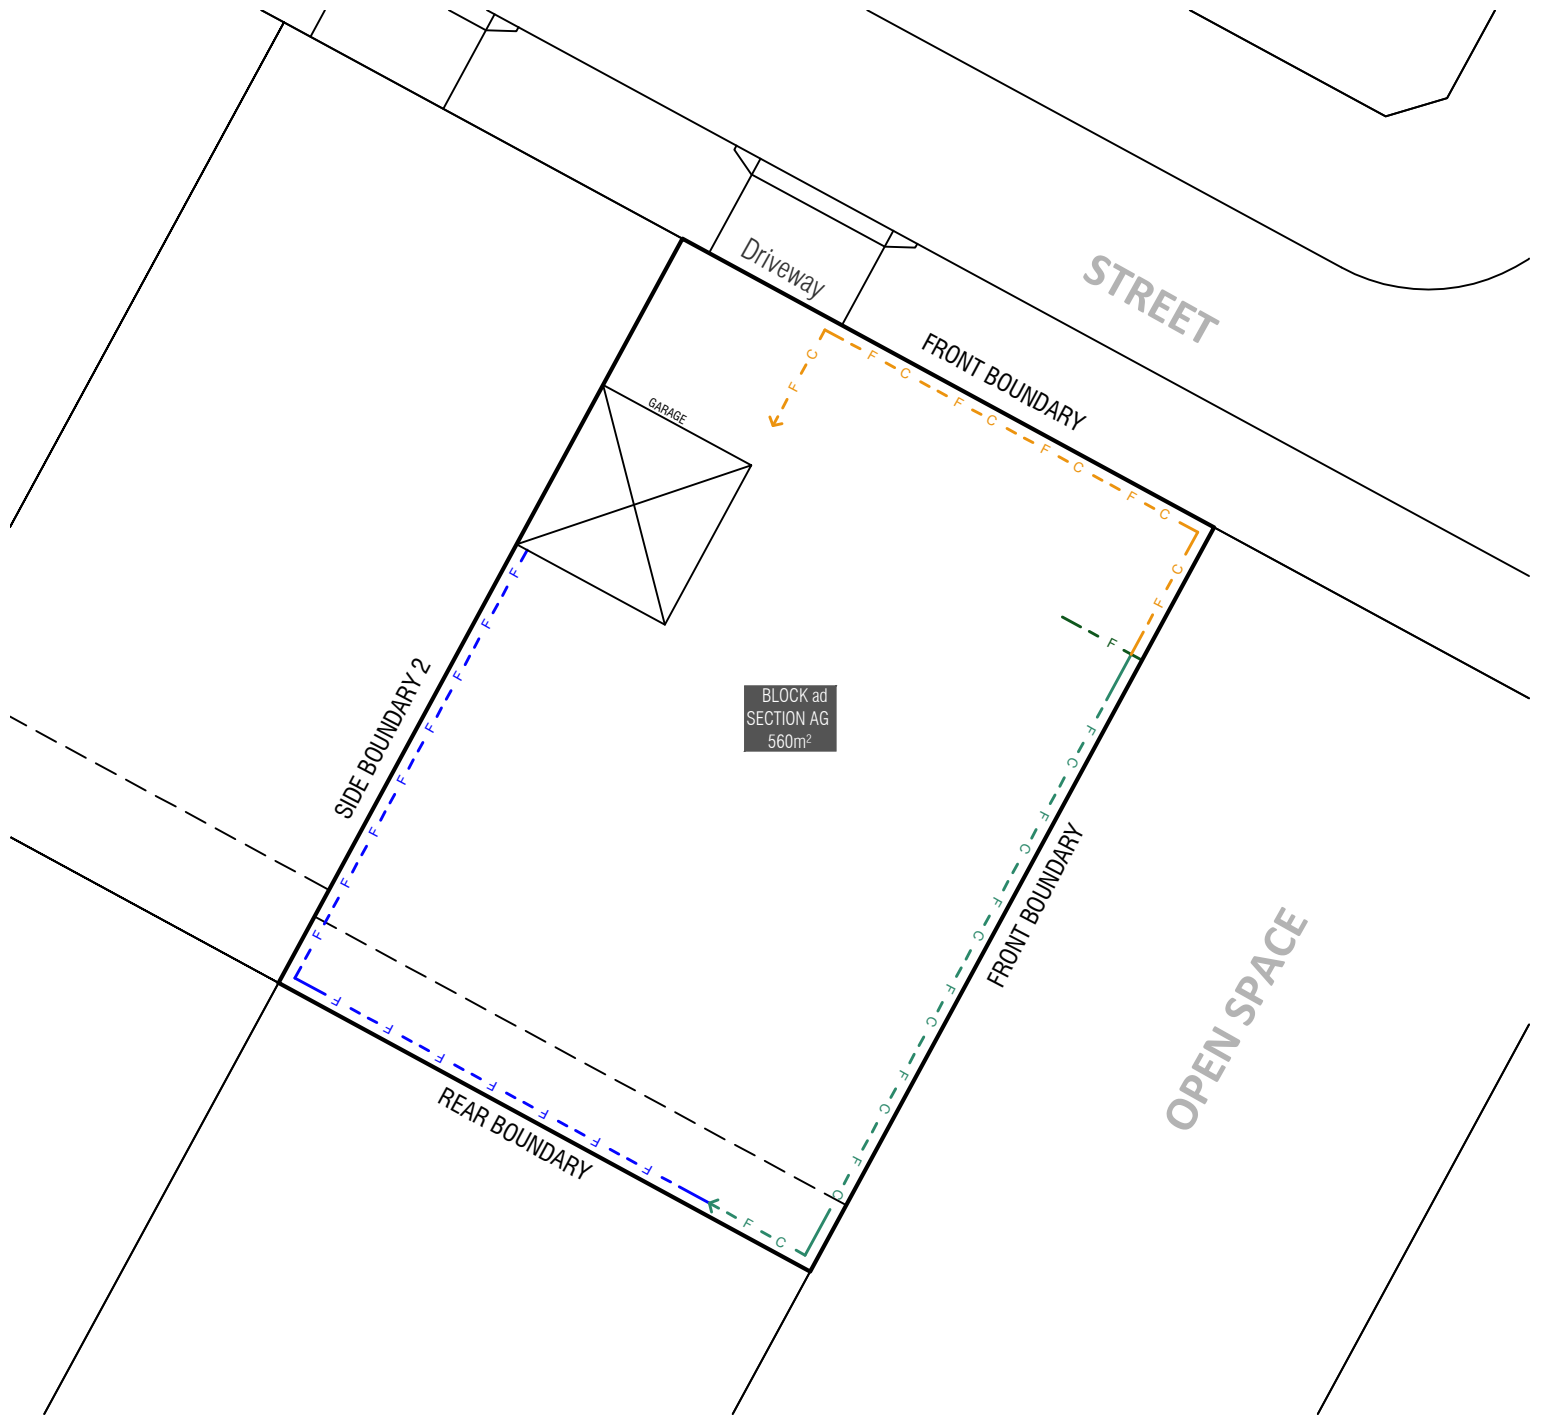 STREET
Driveway
FRONT BOUNDARY
C F C F C F C F C
F C
C F
GARAGE
F
F F F F F F F F
SIDE BOUNDARY 2
BLOCK ad
SECTION AG
560m²
F C F C F C F C F C F C
FRONT BOUNDARY
OPEN SPACE
F F F F F F F
REAR BOUNDARY
F C